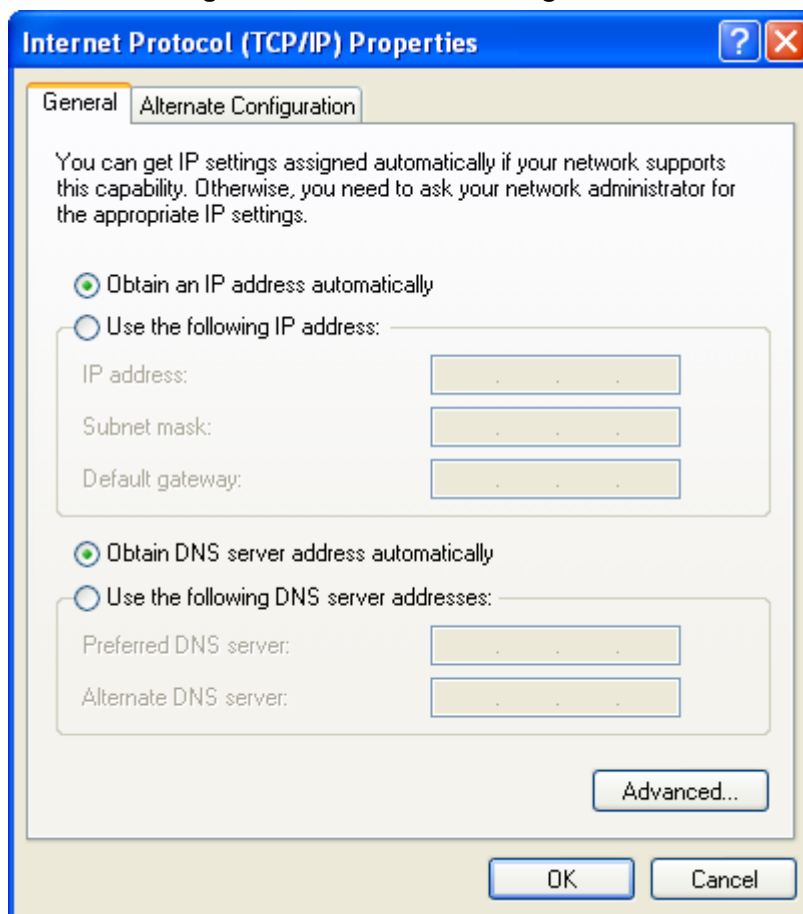 Internet Protocol (TCP/IP) Properties
General
Alternate Configuration
You can get IP settings assigned automatically if your network supports
this capability. Otherwise, you need to ask your network administrator for
the appropriate IP settings.
Obtain an IP address automatically
Use the following IP address:
IP address:
Subnet mask:
Default gateway:
Obtain DNS server address automatically
Use the following DNS server addresses:
Preferred DNS server:
Alternate DNS server:
Advanced...
OK
Cancel